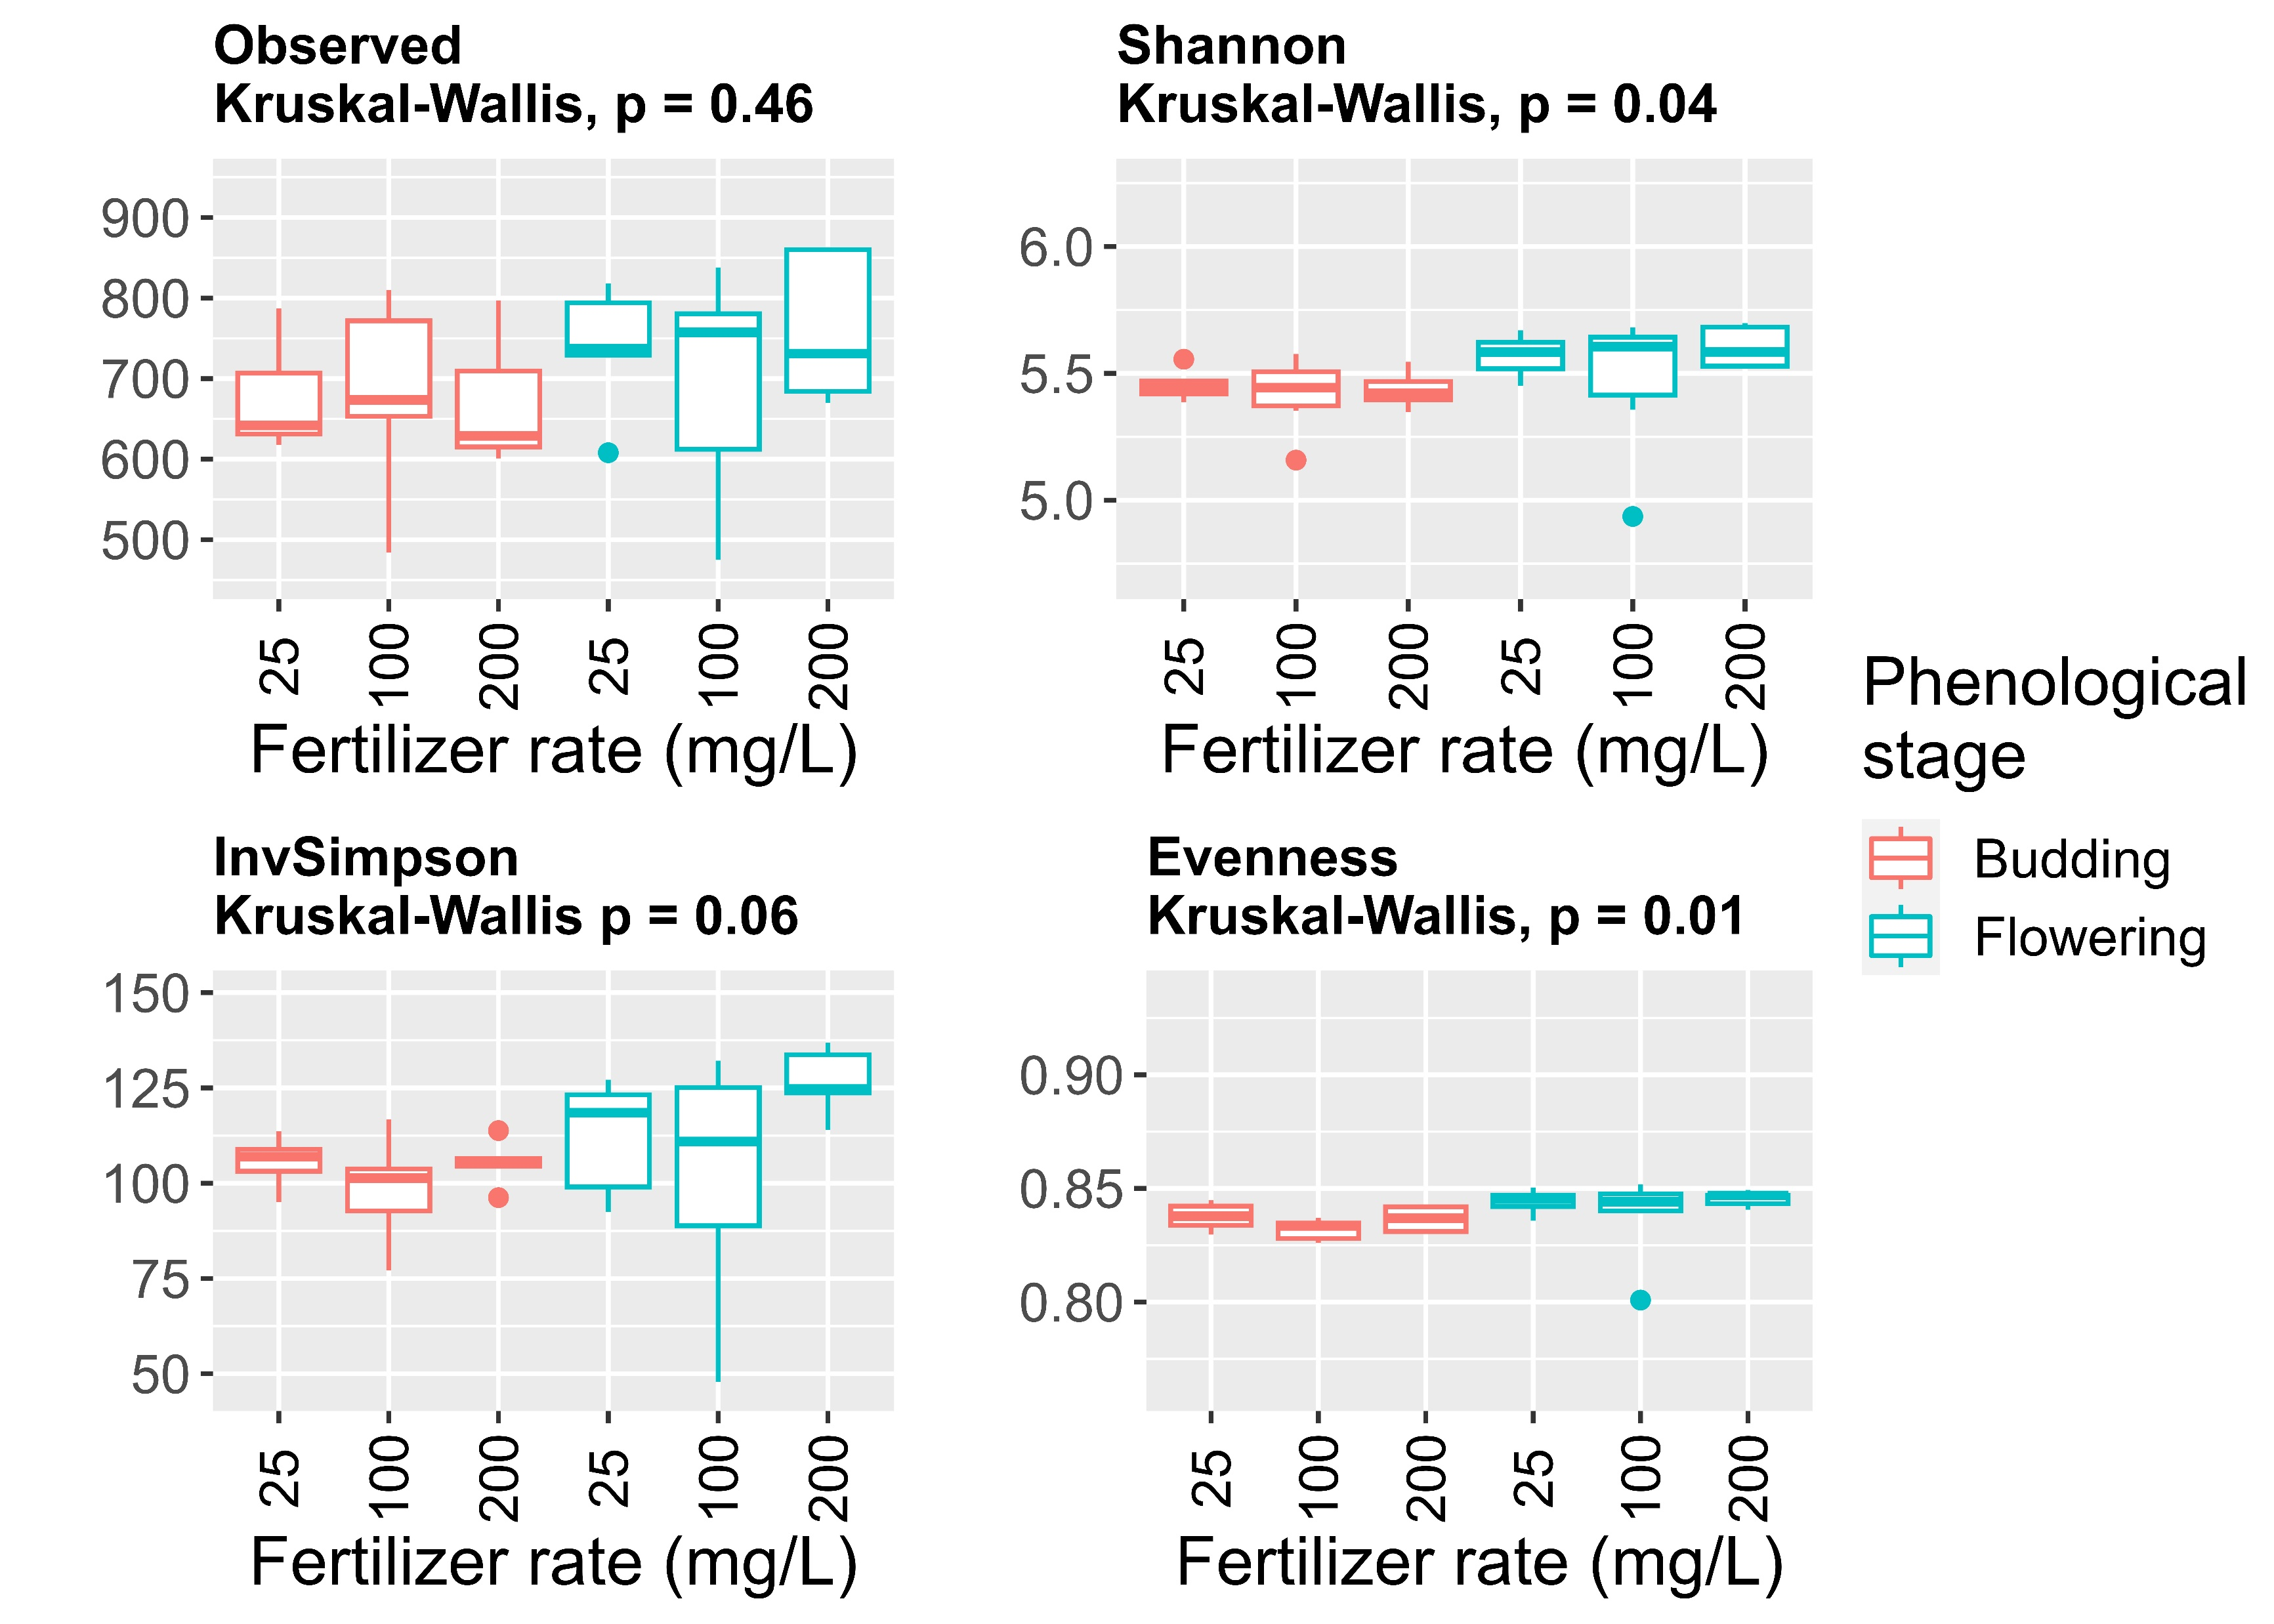 Observed
Kruskal-Wallis, p = 0.46
900
800
700
600
500
25 100 200 25 100 200
Fertilizer rate (mg/L)
Shannon
Kruskal-Wallis, p = 0.04
6.0
5.5
5.0
25 100 200 25 100 200
Fertilizer rate (mg/L)
InvSimpson
Kruskal-Wallis p = 0.06
150
125
100
75
50
25 100 200 25 100 200
Fertilizer rate (mg/L)
Evenness
Kruskal-Wallis, p = 0.01
0.90
0.85
0.80
25 100 200 25 100 200
Fertilizer rate (mg/L)
Phenological
stage
Budding
Flowering